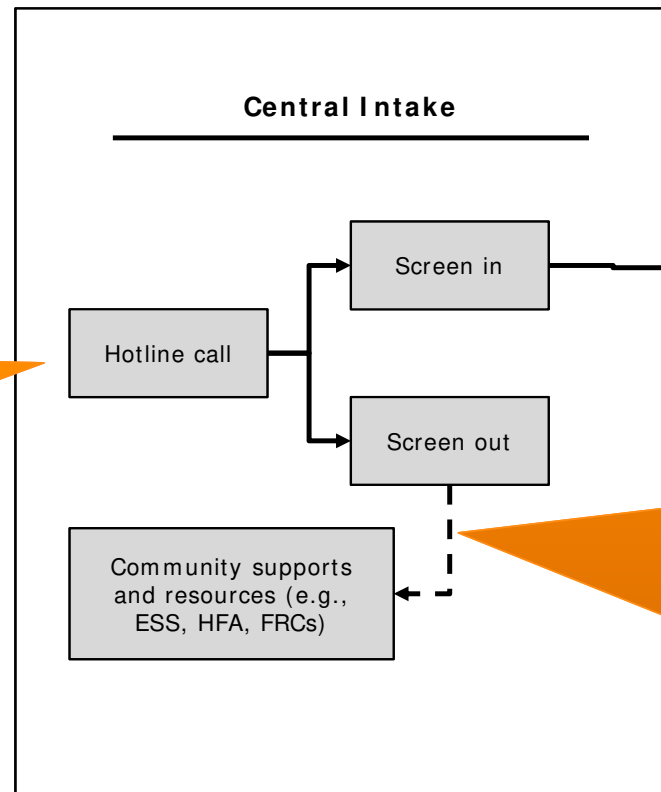 Central Intake
Screen in
Hotline call
Screen out
Community supports
and resources (e.g.,
ESS, HFA, FRCs)